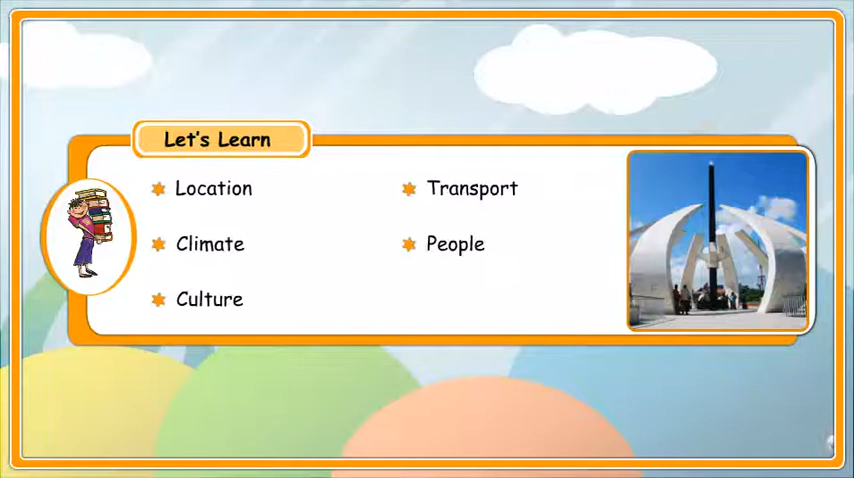 Let's Learn
Location
Climate
Culture
Transport
People